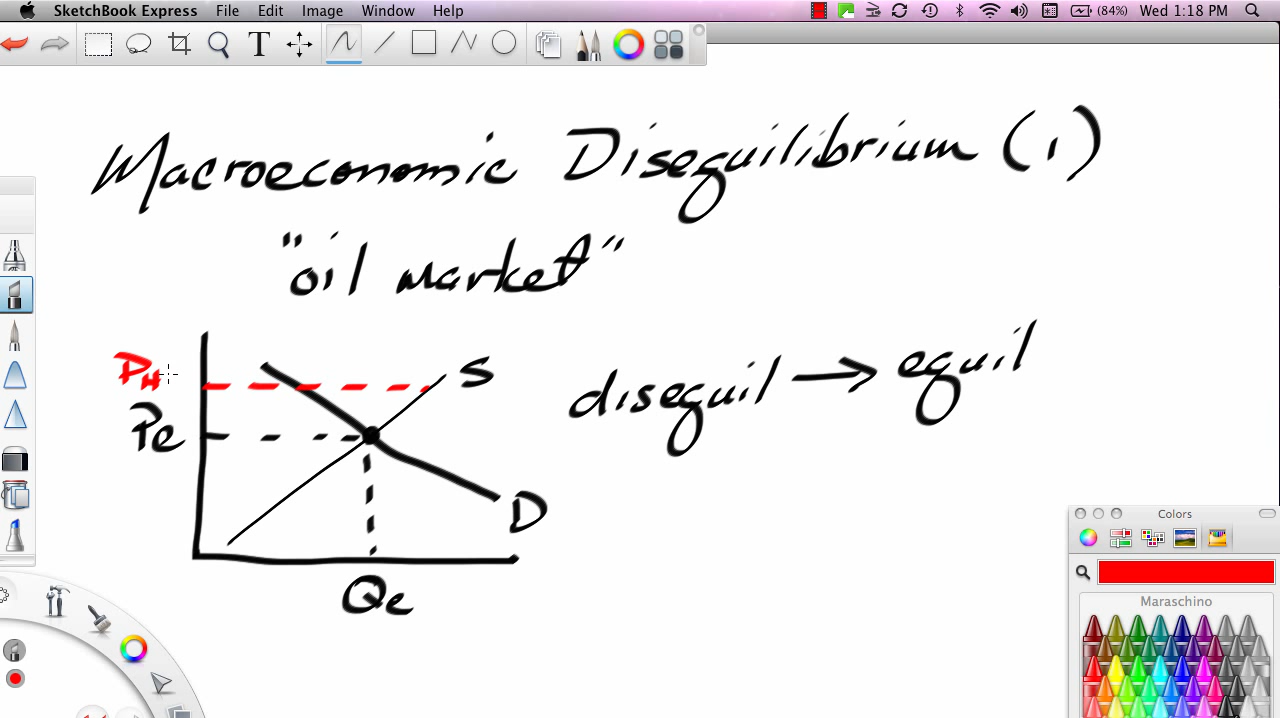 SketchBook Express File Edit Image Window Help (84%) Wed 1:18 PM
T
Macroeconomic Disequilibrium (1)
"oil market"
PH
S
disequil → equil
Pe
D
Qe
Colors
Maraschino